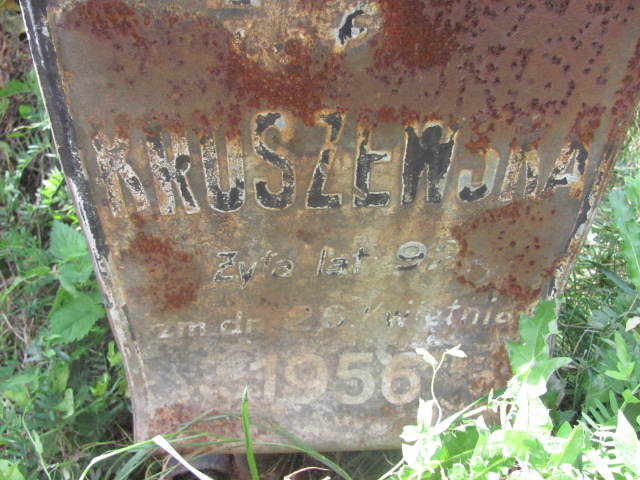 KRUSZEWSKA
Żyła lat 92
zm. dn. 26 kwietnia
1956